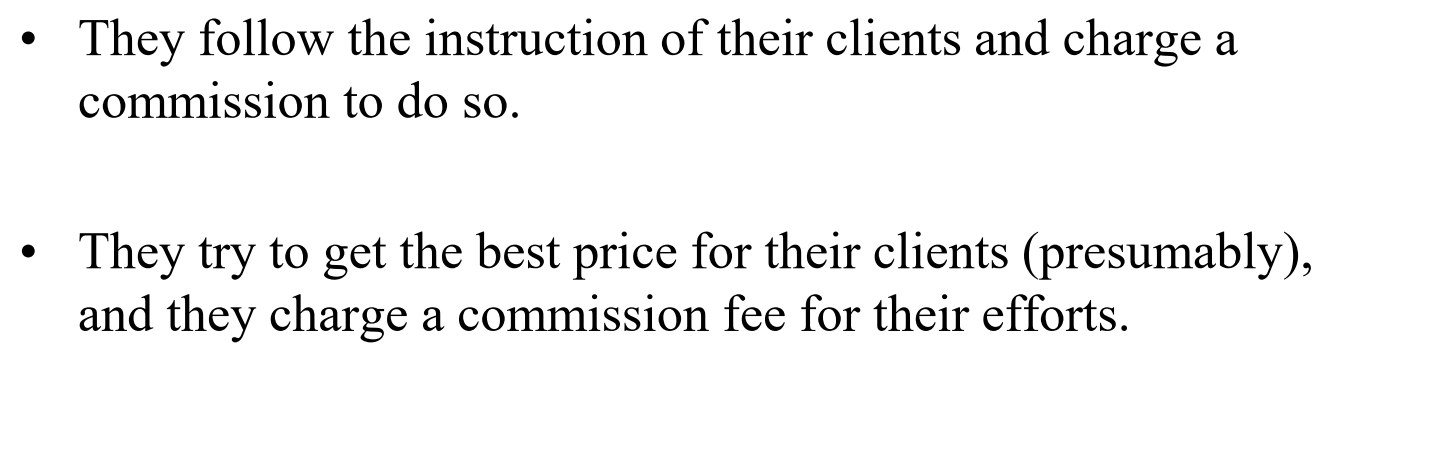 • They follow the instruction of their clients and charge a
commission to do so.
• They try to get the best price for their clients (presumably),
and they charge a commission fee for their efforts.